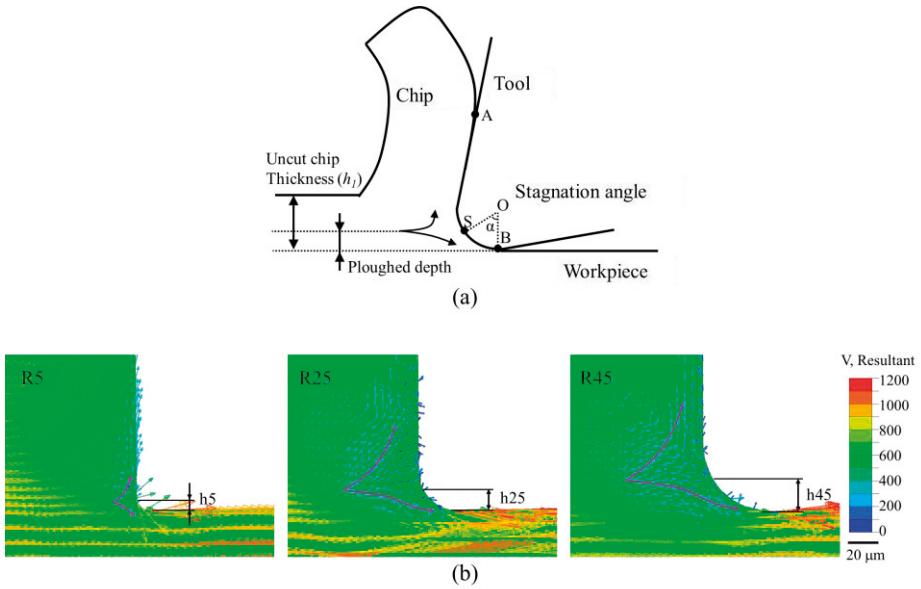 Chip
Tool
A
Uncut chip
Thickness (h1)
Stagnation angle
O
S
α
B
Ploughed depth
Workpiece
(a)
R5
R25
R45
V, Resultant
1200
1000
800
600
400
200
0
h5
h25
h45
20 μm
(b)